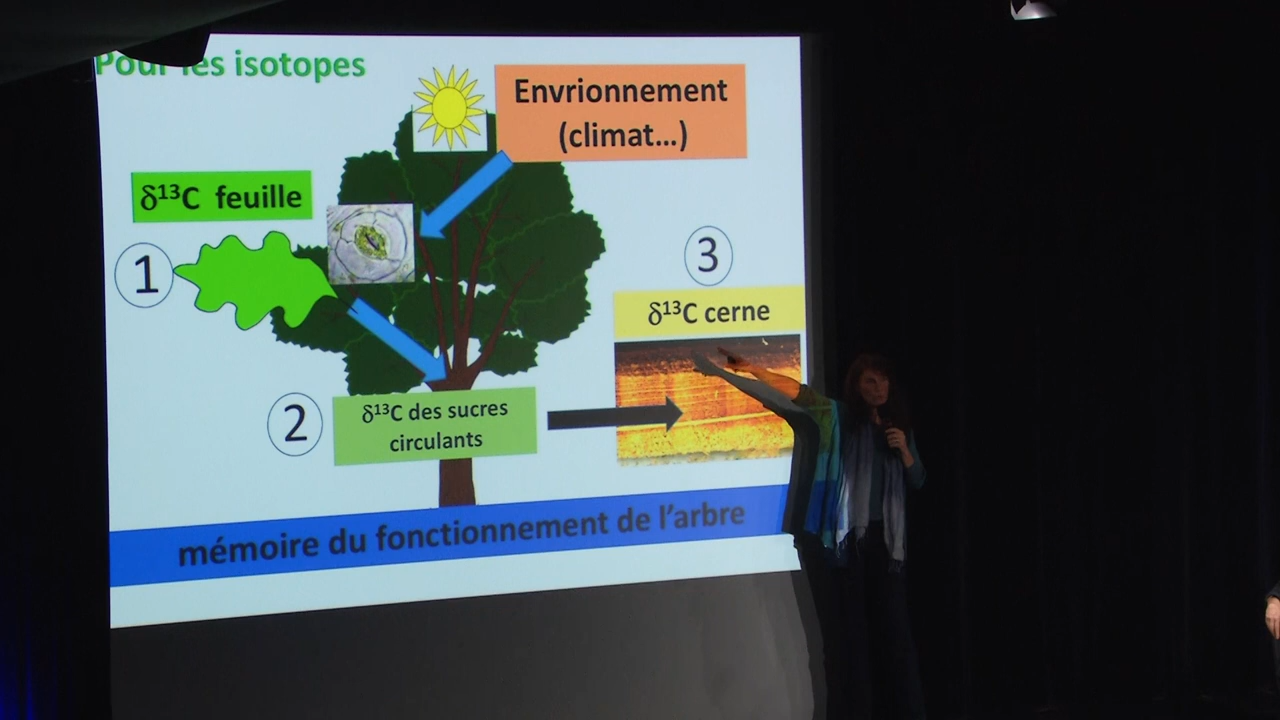 Pour les isotopes
Envrionnement
(climat...)
δ¹³C feuille
1
3
δ¹³C cerne
2
δ¹³C des sucres
circulants
mémoire du fonctionnement de l'arbre